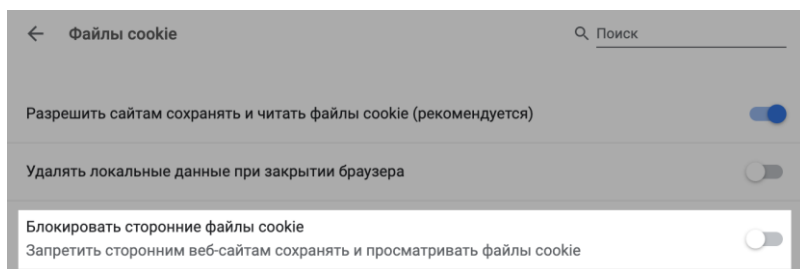 Файлы cookie
Поиск
Разрешить сайтам сохранять и читать файлы cookie (рекомендуется)
Удалять локальные данные при закрытии браузера
Блокировать сторонние файлы cookie
Запретить сторонним веб-сайтам сохранять и просматривать файлы cookie